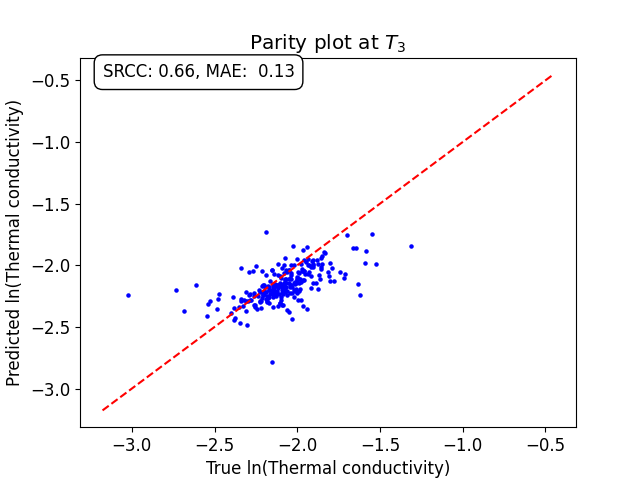 Parity plot at T3
SRCC: 0.66, MAE:  0.13
Predicted ln(Thermal conductivity)
−0.5
−1.0
−1.5
−2.0
−2.5
−3.0
−3.0 −2.5 −2.0 −1.5 −1.0 −0.5
True ln(Thermal conductivity)